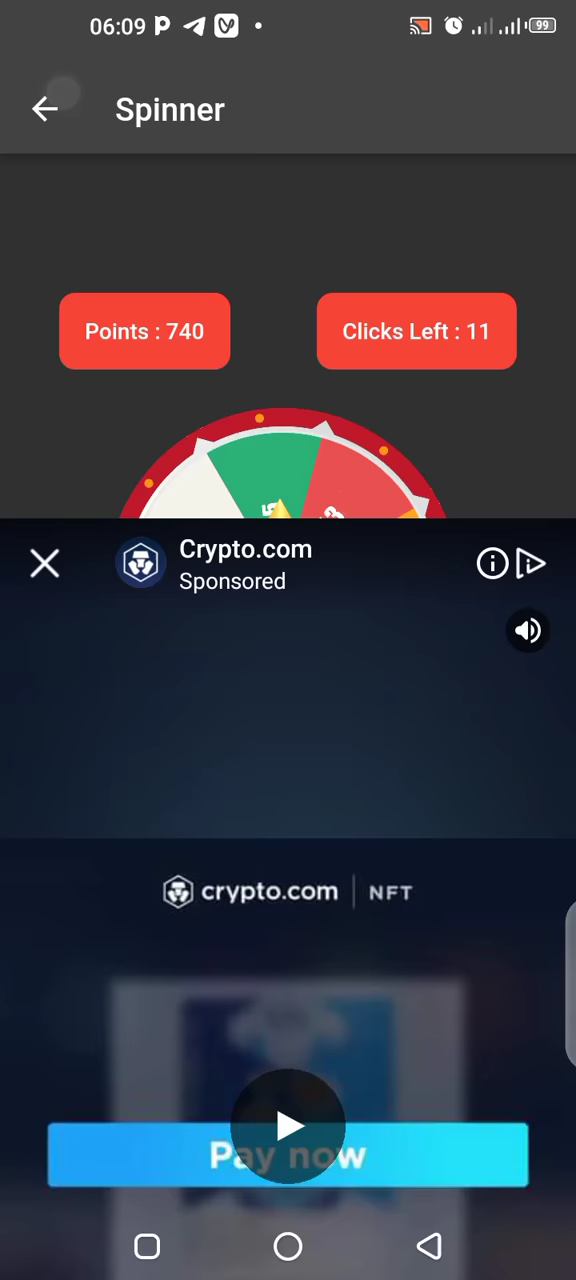 06:09
99
Spinner
Points : 740
Clicks Left : 11
Crypto.com
Sponsored
crypto.com NFT
Pay now